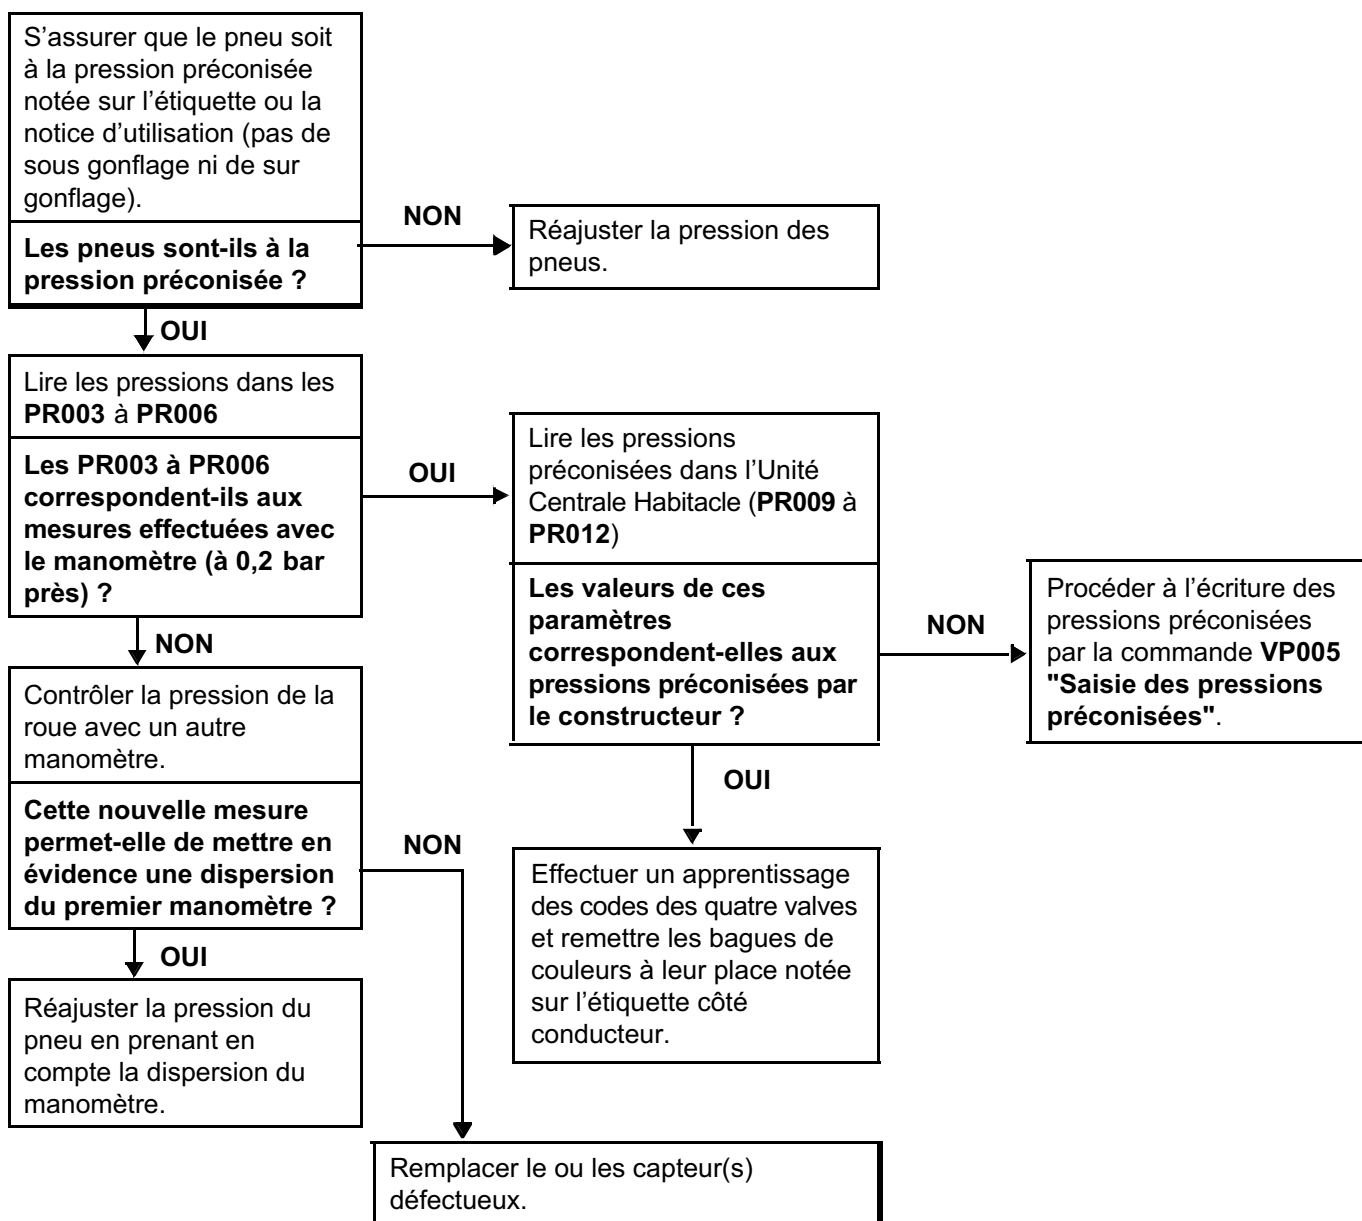 S’assurer que le pneu soit
à la pression préconisée
notée sur l’étiquette ou la
notice d’utilisation (pas de
sous gonflage ni de sur
gonflage).
Les pneus sont-ils à la
pression préconisée ?
NON
Réajuster la pression des
pneus.
OUI
Lire les pressions dans les
PR003 à PR006
Les PR003 à PR006
correspondent-ils aux
mesures effectuées avec
le manomètre (à 0,2 bar
près) ?
OUI
Lire les pressions
préconisées dans l’Unité
Centrale Habitacle (PR009 à
PR012)
Les valeurs de ces
paramètres
correspondent-elles aux
pressions préconisées par
le constructeur ?
NON
Procéder à l’écriture des
pressions préconisées
par la commande VP005
"Saisie des pressions
préconisées".
NON
Contrôler la pression de la
roue avec un autre
manomètre.
Cette nouvelle mesure
permet-elle de mettre en
évidence une dispersion
du premier manomètre ?
NON
OUI
Effectuer un apprentissage
des codes des quatre valves
et remettre les bagues de
couleurs à leur place notée
sur l’étiquette côté
conducteur.
OUI
Réajuster la pression du
pneu en prenant en
compte la dispersion du
manomètre.
Remplacer le ou les capteur(s)
défectueux.